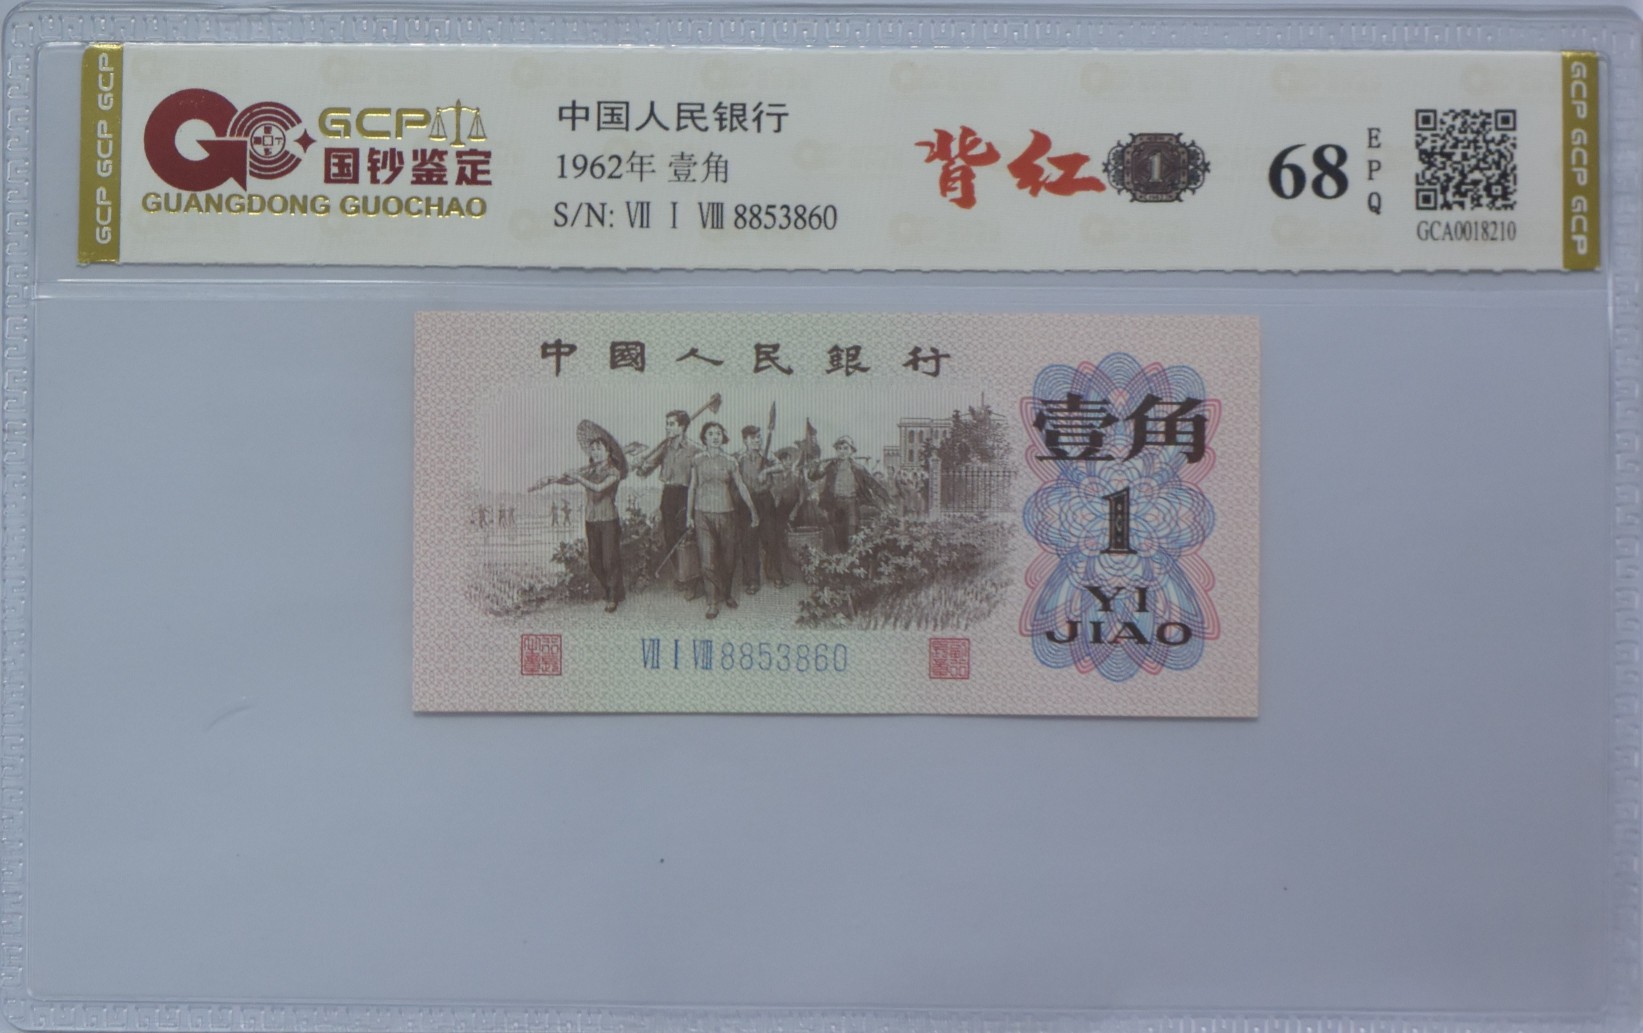 GCP GCP GCP
GCP
国钞鉴定
GUANGDONG GUOCHAO
中国人民银行
1962年 壹角
S/N: Ⅶ Ⅰ Ⅷ 8853860
背红
1
68
EPQ
GCA0018210
GCP GCP GCP
中國人民銀行
壹角
1
YI
JIAO
Ⅶ Ⅰ Ⅷ 8853860